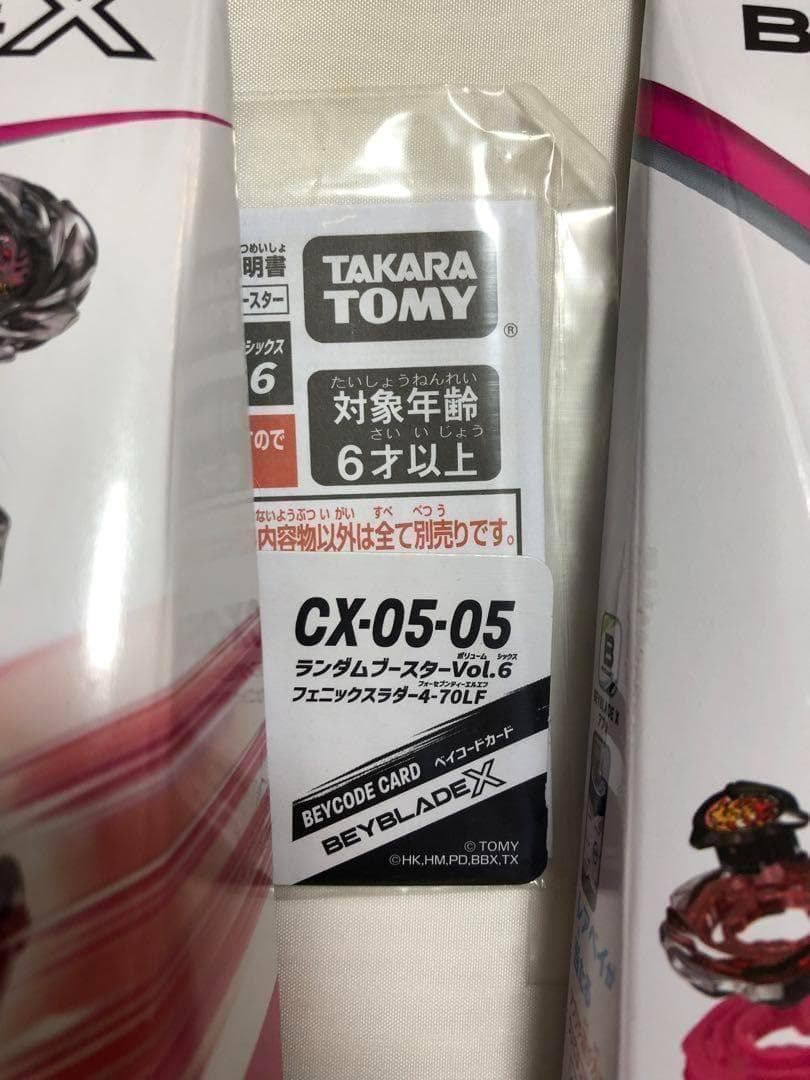 X
B
つめいしょ
明書
ースター
シックス
6
ので
TAKARA
TOMY
®
たいしょうねんれい
対象年齢
さい い じょう
6才以上
ないようぶつ い がい すべ べつ う
内容物以外は全て別売りです。
CX-05-05
ボリューム シックス
ランダムブースターVol.6
フォーセブンティーエルエフ
フェニックスラダー4-70LF
BEYCODE CARD ベイコードカード
BEYBLADE X
© TOMY
©HK,HM,PD,BBX,TX
B
BEYBLADE X